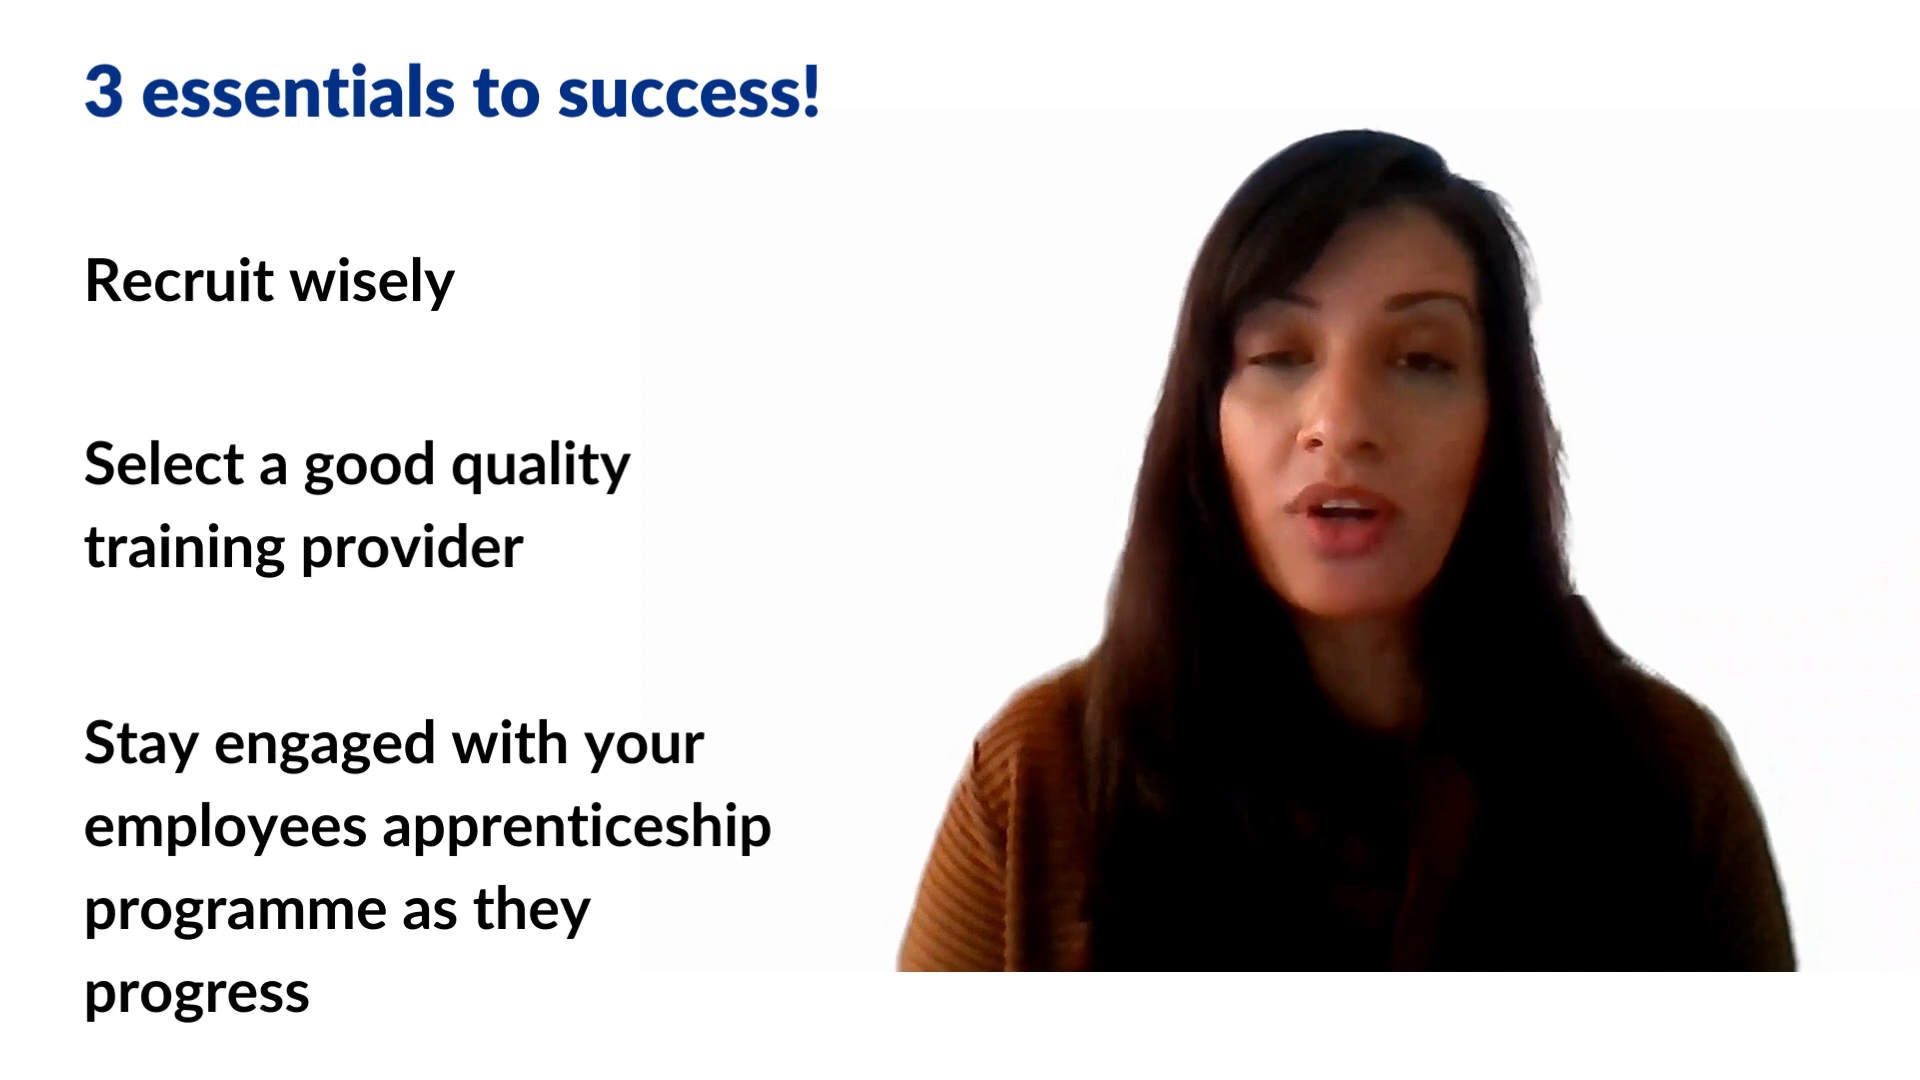 3 essentials to success!
Recruit wisely
Select a good quality
training provider
Stay engaged with your
employees apprenticeship
programme as they
progress